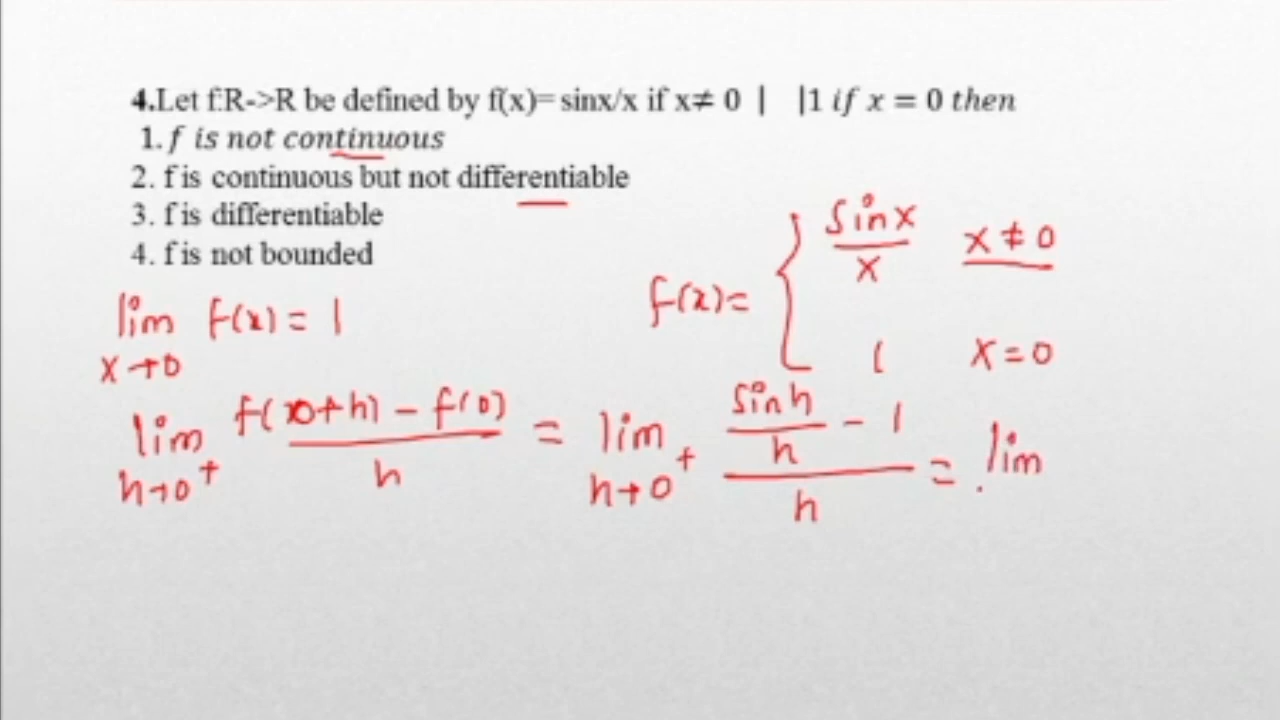 4.Let f:R->R be defined by f(x)= sinx/x if x≠ 0 |   |1 if x = 0 then
1. f is not continuous
2. f is continuous but not differentiable
3. f is differentiable
4. f is not bounded
f(x)= { sinx/x   x≠0
1   x=0
lim x→0 f(x) = 1
lim h→0⁺ (f(0+h) - f(0))/h = lim h→0⁺ (sinh/h - 1)/h = lim